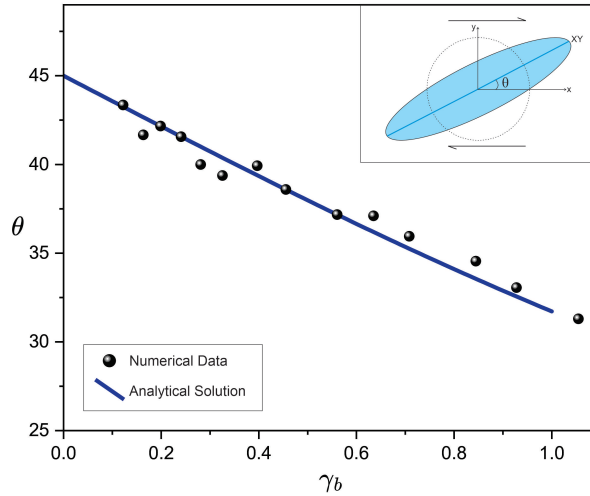 45
40
35
30
25
θ
0.0
0.2
0.4
0.6
0.8
1.0
γb
Numerical Data
Analytical Solution
y
XY
θ
x